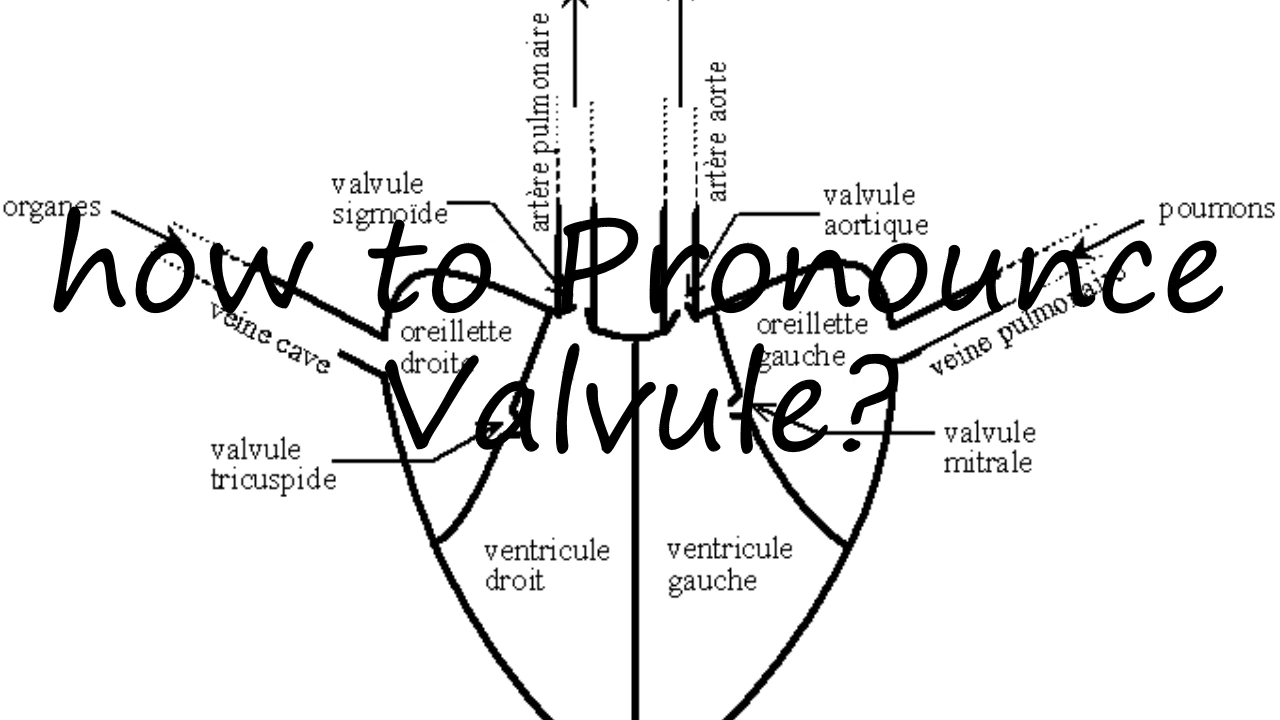 artère pulmonaire
artère aorte
valvule
sigmoïde
valvule
aortique
organes
poumons
how to Pronounce
Valvule?
veine cave
veine pulmonaire
oreillette
droite
oreillette
gauche
valvule
tricuspide
valvule
mitrale
ventricule
droit
ventricule
gauche